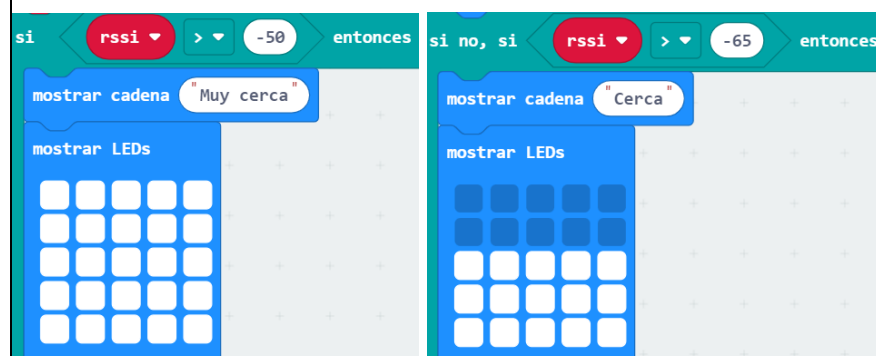 si rssi > -50 entonces
mostrar cadena "Muy cerca"
mostrar LEDs
si no, si rssi > -65 entonces
mostrar cadena "Cerca"
mostrar LEDs